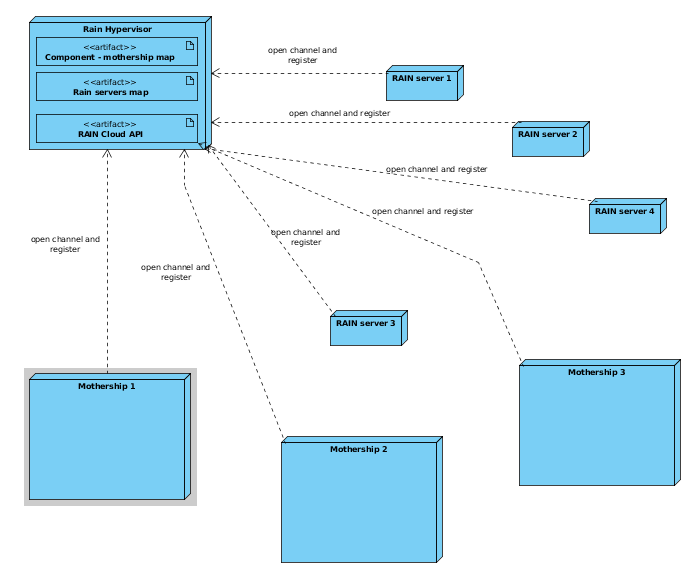 Rain Hypervisor
<<artifact>>
Component - mothership map
<<artifact>>
Rain servers map
<<artifact>>
RAIN Cloud API
open channel and
register
RAIN server 1
open channel and register
RAIN server 2
open channel and register
RAIN server 4
open channel and register
open channel and
register
open channel and
register
open channel and
register
RAIN server 3
Mothership 3
Mothership 1
Mothership 2